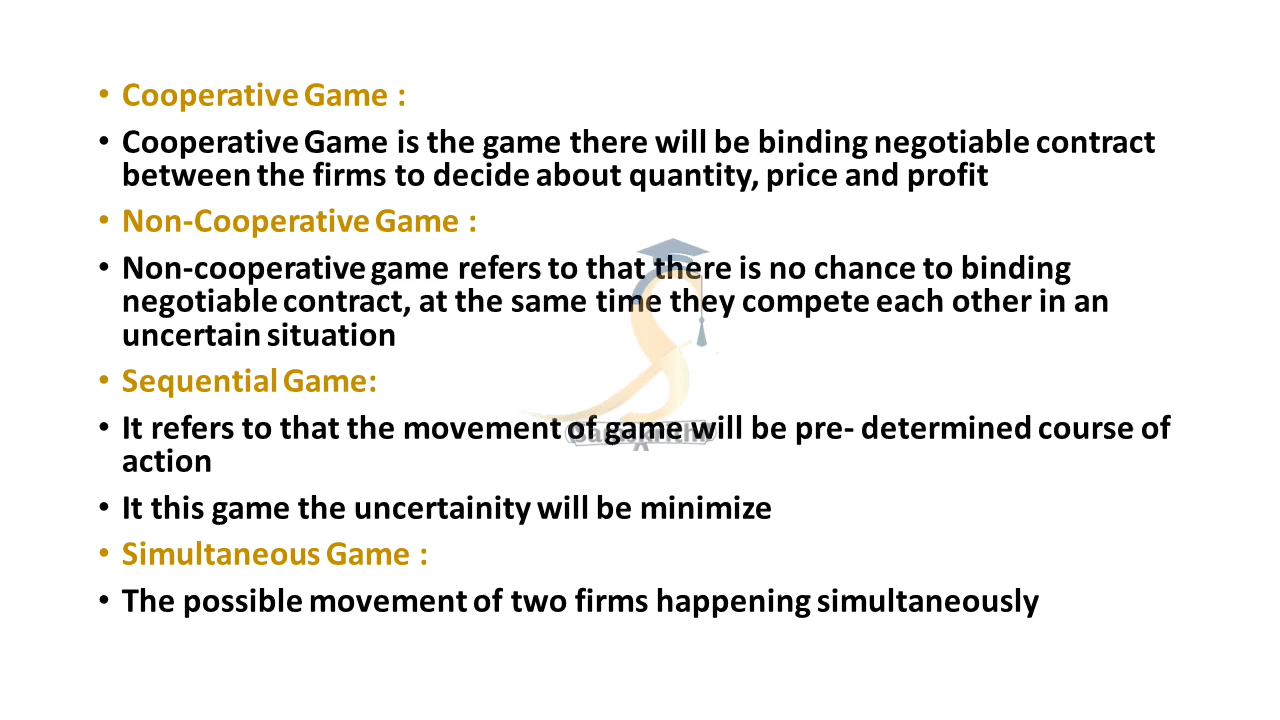 • Cooperative Game :
• Cooperative Game is the game there will be binding negotiable contract
between the firms to decide about quantity, price and profit
• Non-Cooperative Game :
• Non-cooperative game refers to that there is no chance to binding
negotiable contract, at the same time they compete each other in an
uncertain situation
• Sequential Game:
• It refers to that the movement of game will be pre- determined course of
action
• It this game the uncertainity will be minimize
• Simultaneous Game :
• The possible movement of two firms happening simultaneously